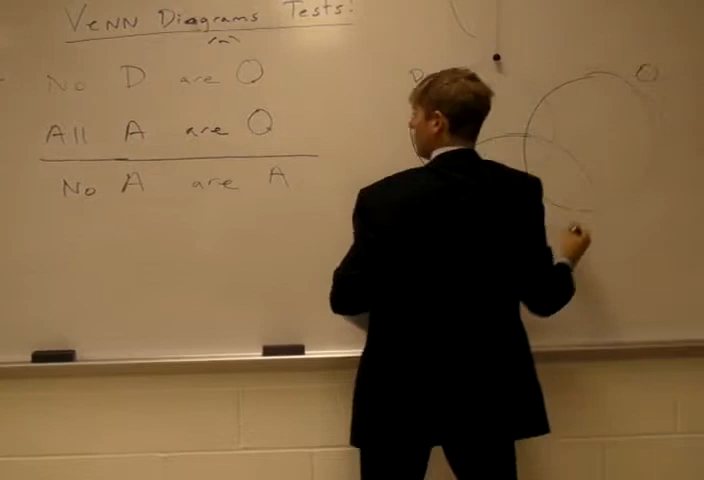 Venn Diagrams Tests!
No D are O
All A are O
No A are A
D
O